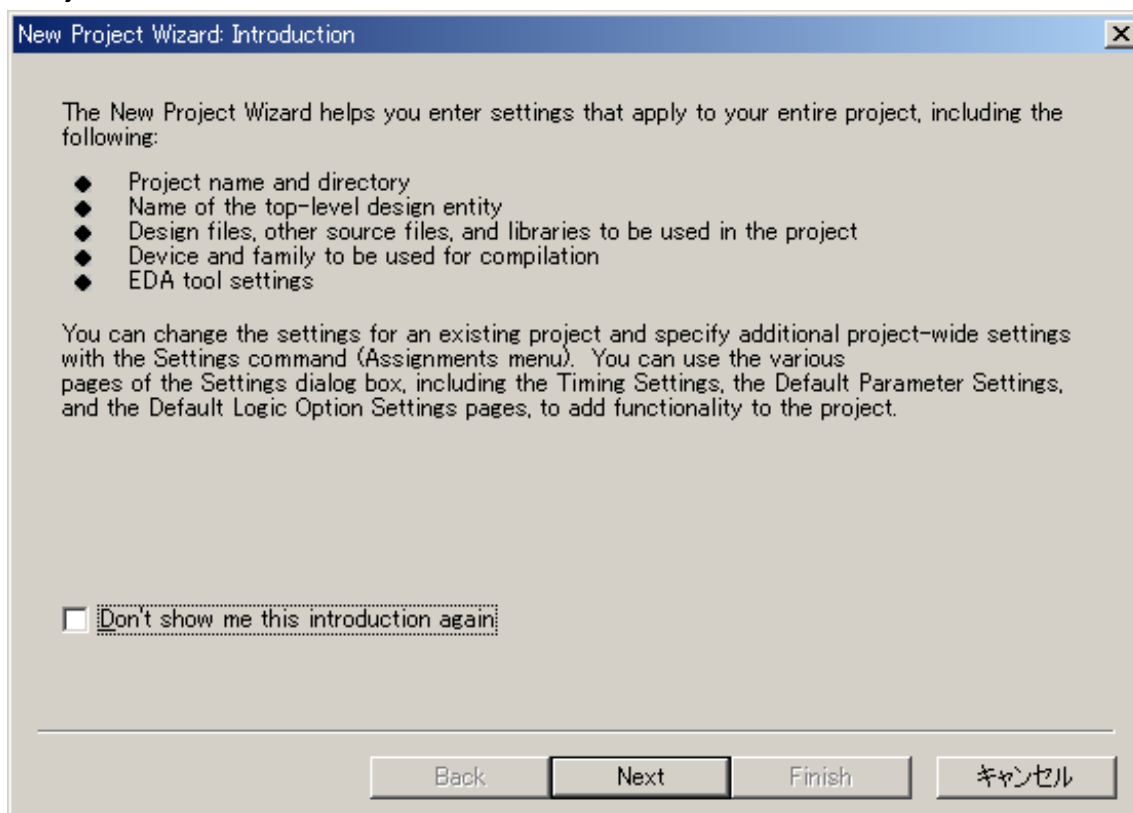 New Project Wizard: Introduction
The New Project Wizard helps you enter settings that apply to your entire project, including the
following:
◆ Project name and directory
◆ Name of the top-level design entity
◆ Design files, other source files, and libraries to be used in the project
◆ Device and family to be used for compilation
◆ EDA tool settings
You can change the settings for an existing project and specify additional project-wide settings
with the Settings command (Assignments menu). You can use the various
pages of the Settings dialog box, including the Timing Settings, the Default Parameter Settings,
and the Default Logic Option Settings pages, to add functionality to the project.
Don't show me this introduction again
Back Next Finish キャンセル